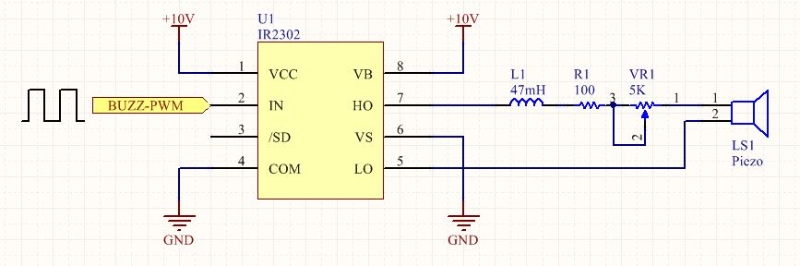 +10V
U1
IR2302
+10V
1
VCC
VB
8
BUZZ-PWM
2
IN
HO
7
3
/SD
VS
6
4
COM
LO
5
GND
GND
L1
47mH
R1
100
3
VR1
5K
2
1
1
2
LS1
Piezo